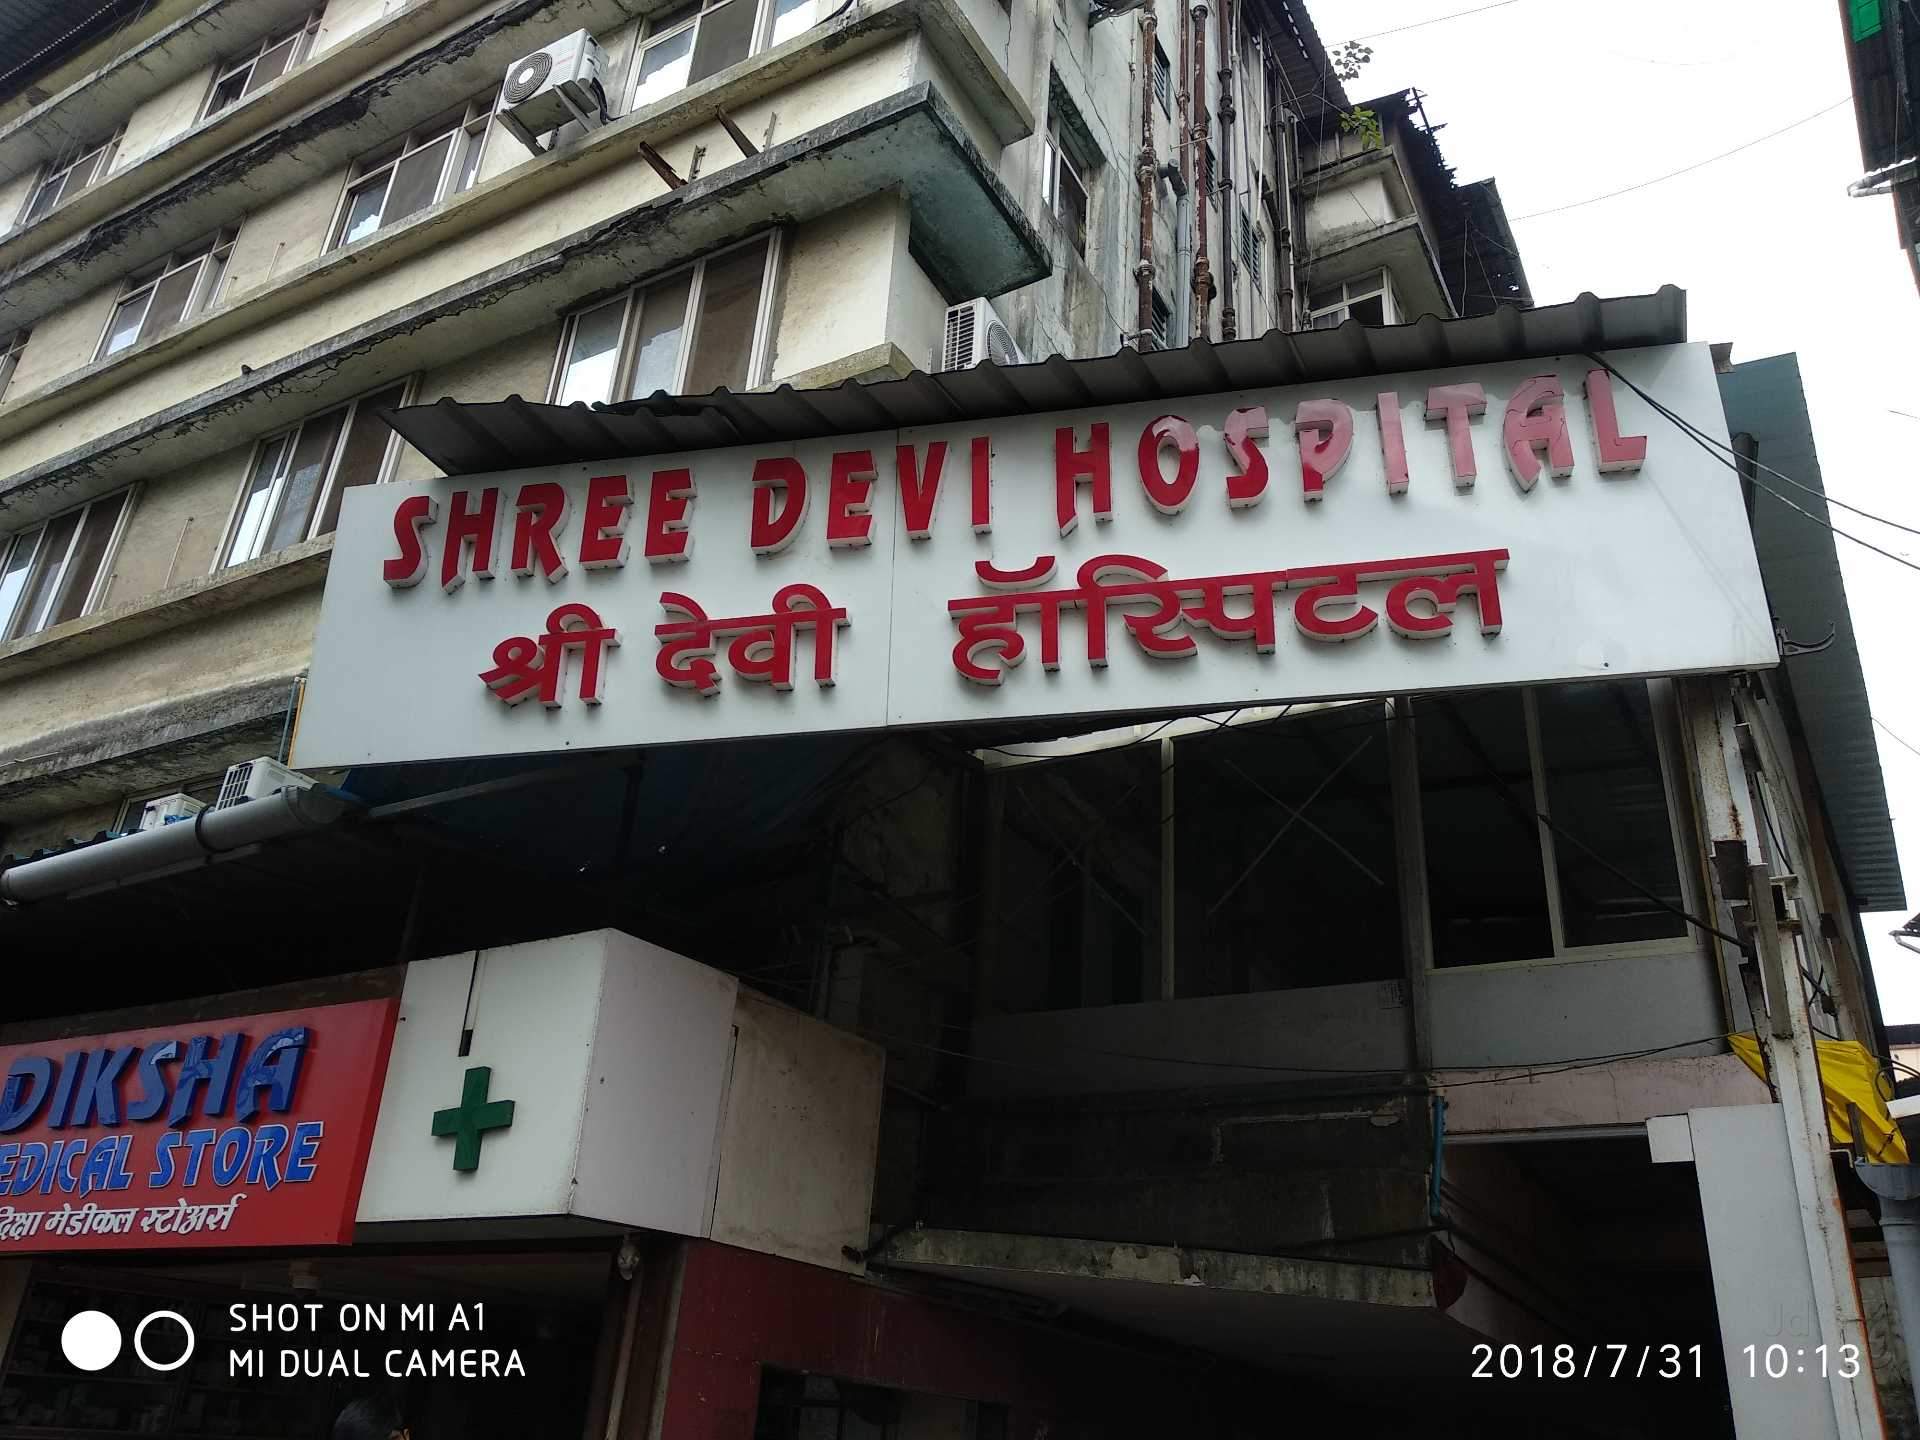 SHREE DEVI HOSPITAL
श्री देवी हॉस्पिटल
DIKSHA
EDICAL STORE
दिक्षा मेडीकल स्टोअर्स
SHOT ON MI A1
MI DUAL CAMERA
2018/7/31 10:13
Jd